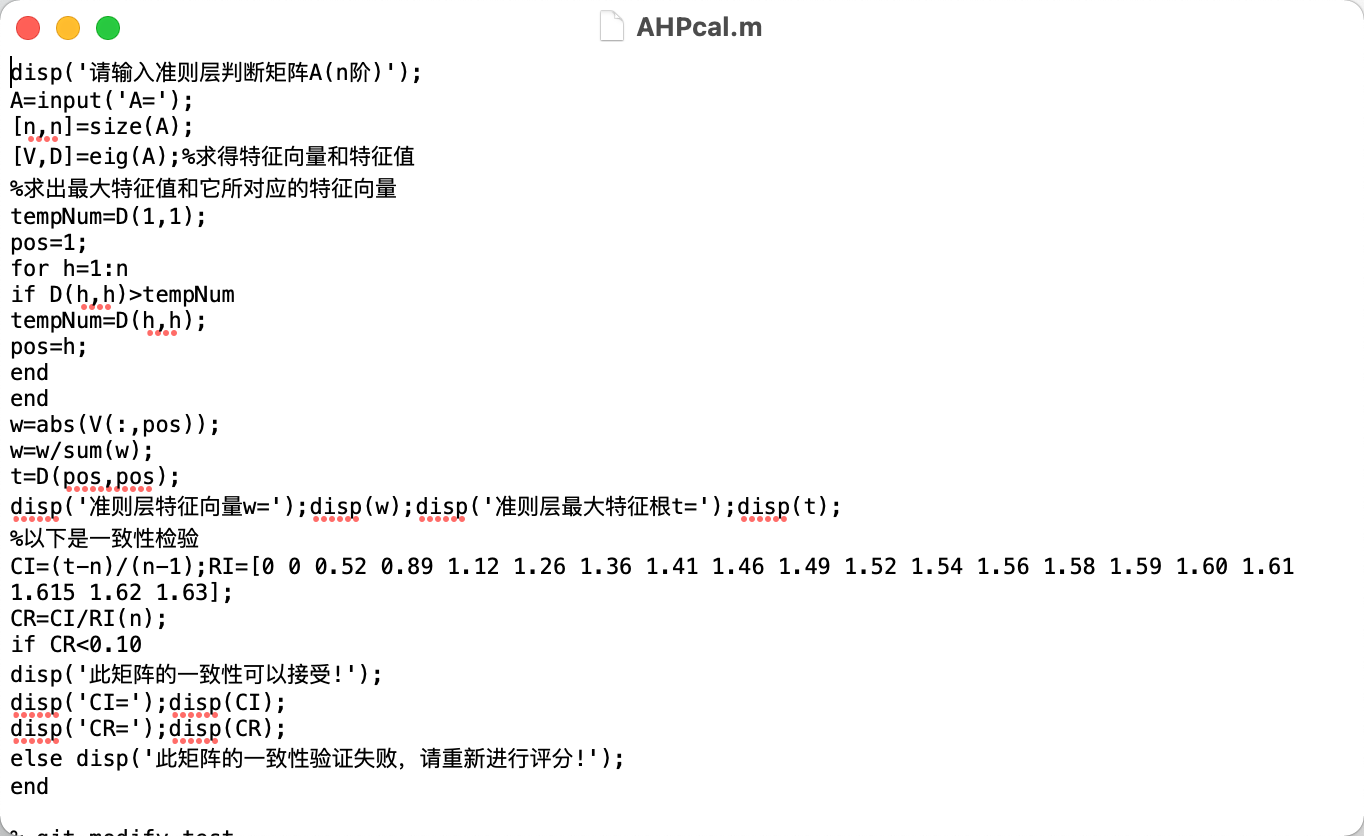 AHPcal.m
disp('请输入准则层判断矩阵A(n阶)');
A=input('A=');
[n,n]=size(A);
[V,D]=eig(A);%求得特征向量和特征值
%求出最大特征值和它所对应的特征向量
tempNum=D(1,1);
pos=1;
for h=1:n
if D(h,h)>tempNum
tempNum=D(h,h);
pos=h;
end
end
w=abs(V(:,pos));
w=w/sum(w);
t=D(pos,pos);
disp('准则层特征向量w=');disp(w);disp('准则层最大特征根t=');disp(t);
%以下是一致性检验
CI=(t-n)/(n-1);RI=[0 0 0.52 0.89 1.12 1.26 1.36 1.41 1.46 1.49 1.52 1.54 1.56 1.58 1.59 1.60 1.61
1.615 1.62 1.63];
CR=CI/RI(n);
if CR<0.10
disp('此矩阵的一致性可以接受!');
disp('CI=');disp(CI);
disp('CR=');disp(CR);
else disp('此矩阵的一致性验证失败，请重新进行评分!');
end
% git modify test